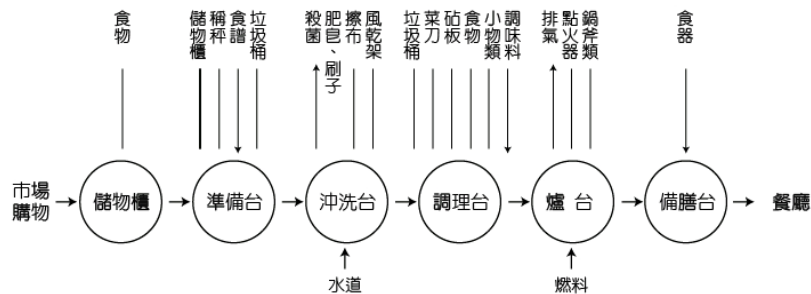 食物
儲物櫃
稱秤
食譜
垃圾桶
殺菌
肥皂、刷子
擦布
風乾架
垃圾桶
菜刀
砧板
食物
小物類
調味料
排氣
點火器
鍋斧類
食器
市場
購物
儲物櫃
準備台
沖洗台
調理台
爐 台
備膳台
餐廳
水道
燃料